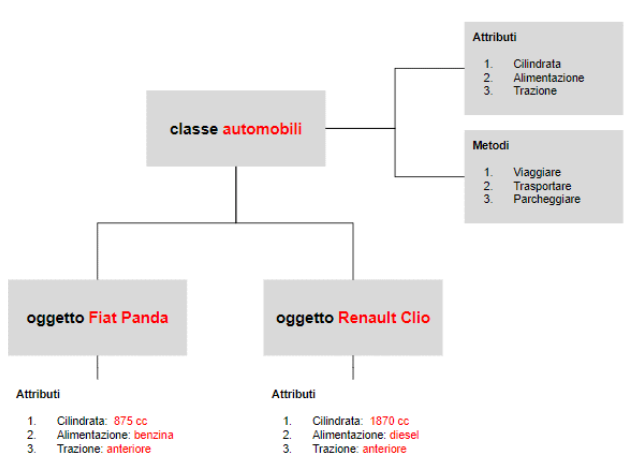 Attributi
1. Cilindrata
2. Alimentazione
3. Trazione
classe automobili
Metodi
1. Viaggiare
2. Trasportare
3. Parcheggiare
oggetto Fiat Panda
oggetto Renault Clio
Attributi
1. Cilindrata: 875 cc
2. Alimentazione: benzina
3. Trazione: anteriore
Attributi
1. Cilindrata: 1870 cc
2. Alimentazione: diesel
3. Trazione: anteriore